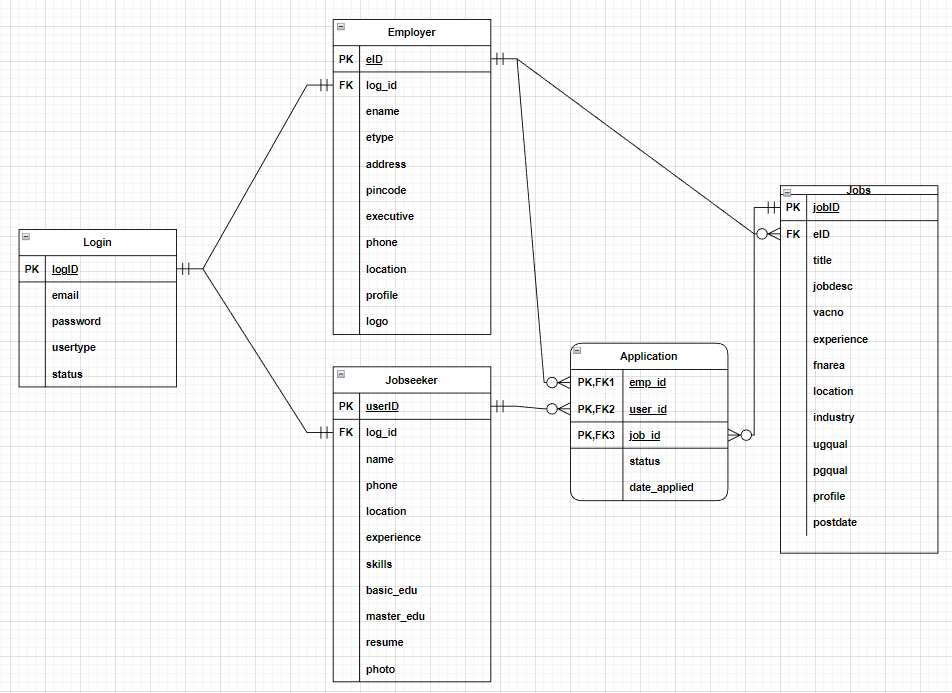 Employer
PK eID
FK log_id
ename
etype
address
pincode
executive
phone
location
profile
logo
Login
PK logID
email
password
usertype
status
Jobseeker
PK userID
FK log_id
name
phone
location
experience
skills
basic_edu
master_edu
resume
photo
Application
PK,FK1 emp_id
PK,FK2 user_id
PK,FK3 job_id
status
date_applied
Jobs
PK jobID
FK eID
title
jobdesc
vacno
experience
fnarea
location
industry
ugqual
pgqual
profile
postdate